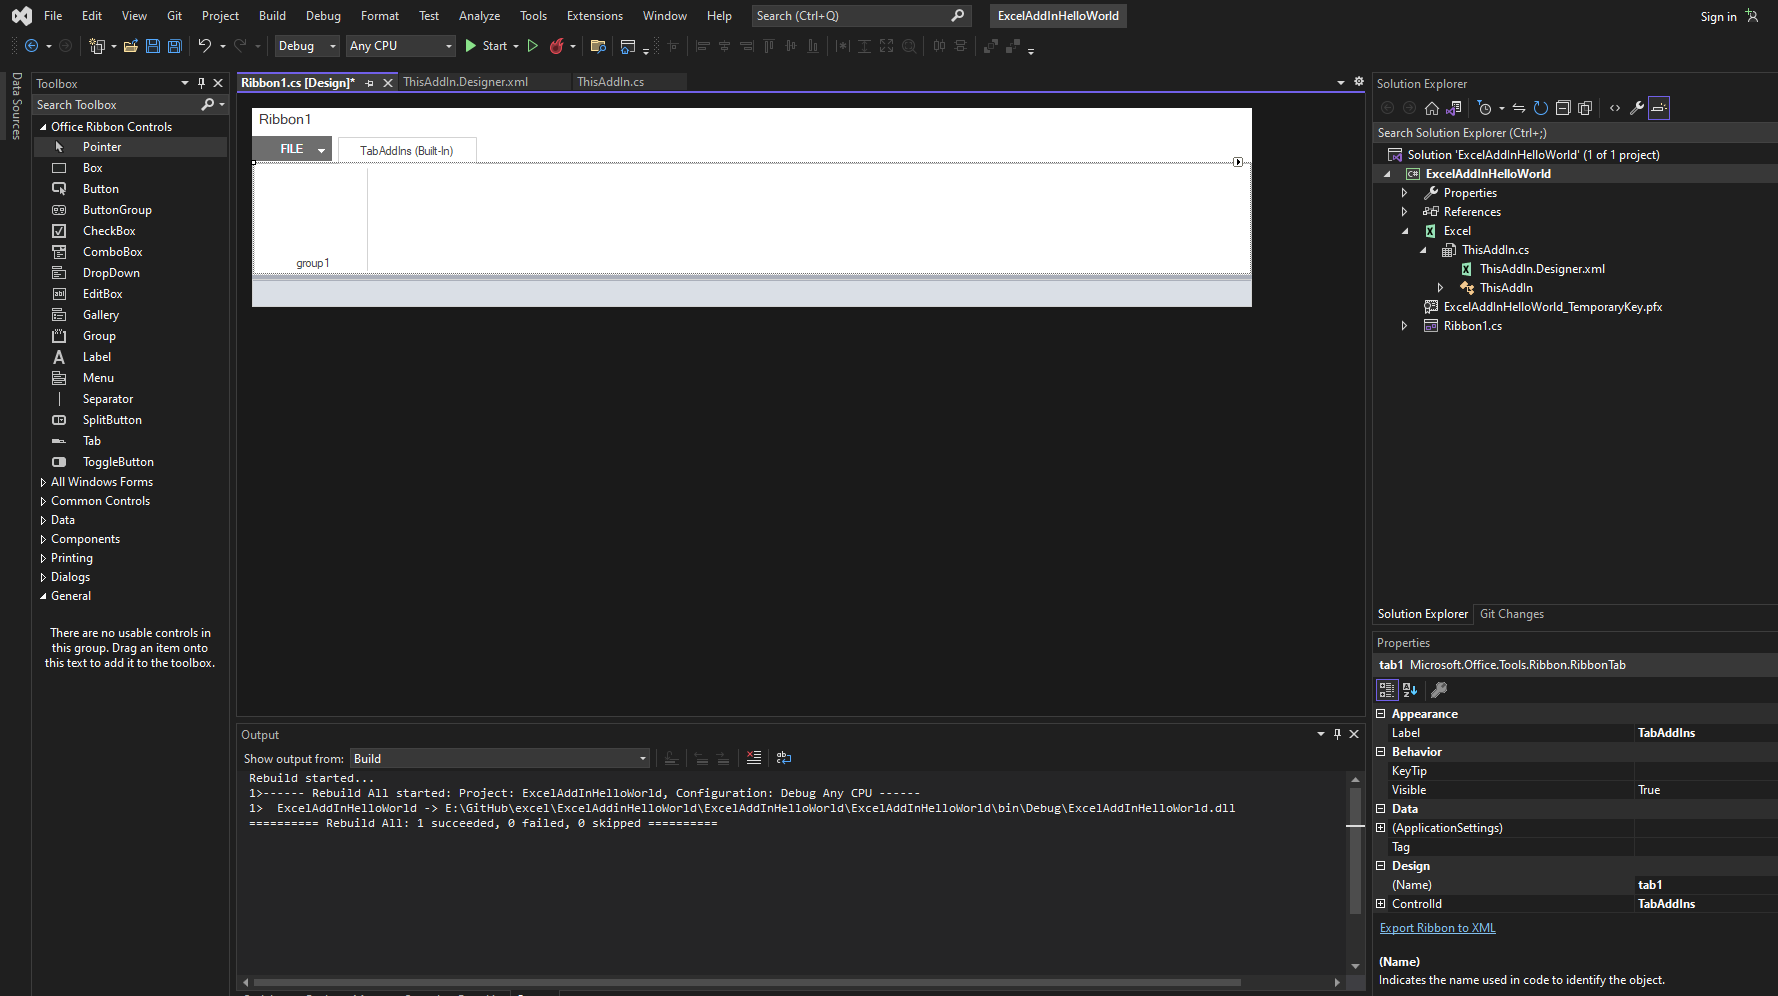 File Edit View Git Project Build Debug Format Test Analyze Tools Extensions Window Help Search (Ctrl+Q) ExcelAddInHelloWorld Sign in
Debug Any CPU Start
Data Sources
Toolbox
Search Toolbox
Office Ribbon Controls
Pointer
Box
Button
ButtonGroup
CheckBox
ComboBox
DropDown
EditBox
Gallery
Group
Label
Menu
Separator
SplitButton
Tab
ToggleButton
All Windows Forms
Common Controls
Data
Components
Printing
Dialogs
General
There are no usable controls in
this group. Drag an item onto
this text to add it to the toolbox.
Ribbon1.cs [Design]* ThisAddIn.Designer.xml ThisAddIn.cs
Ribbon1
FILE TabAddIns (Built-In)
group1
Output
Show output from: Build
Rebuild started...
1>------ Rebuild All started: Project: ExcelAddInHelloWorld, Configuration: Debug Any CPU ------
1>  ExcelAddInHelloWorld -> E:\GitHub\excel\ExcelAddinHelloWorld\ExcelAddInHelloWorld\ExcelAddInHelloWorld\bin\Debug\ExcelAddInHelloWorld.dll
========== Rebuild All: 1 succeeded, 0 failed, 0 skipped ==========
Solution Explorer
Search Solution Explorer (Ctrl+;)
Solution 'ExcelAddInHelloWorld' (1 of 1 project)
C# ExcelAddInHelloWorld
Properties
References
Excel
ThisAddIn.cs
ThisAddIn.Designer.xml
ThisAddIn
ExcelAddInHelloWorld_TemporaryKey.pfx
Ribbon1.cs
Solution Explorer Git Changes
Properties
tab1 Microsoft.Office.Tools.Ribbon.RibbonTab
Appearance
Label TabAddIns
Behavior
KeyTip
Visible True
Data
(ApplicationSettings)
Tag
Design
(Name) tab1
ControlId TabAddIns
Export Ribbon to XML
(Name)
Indicates the name used in code to identify the object.